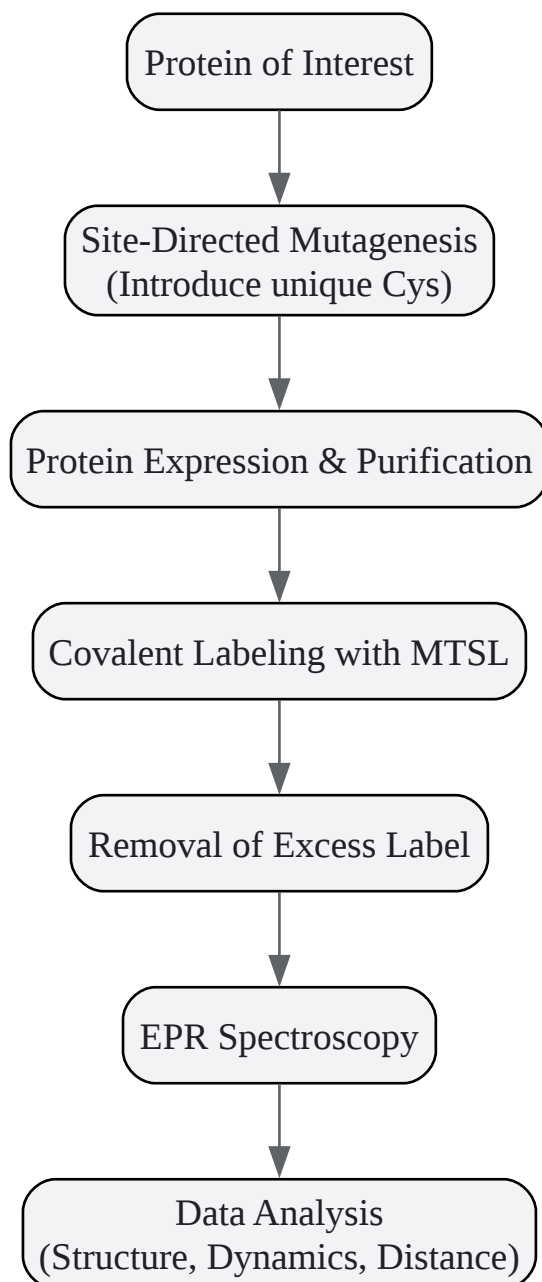 Protein of Interest
Site-Directed Mutagenesis
(Introduce unique Cys)
Protein Expression & Purification
Covalent Labeling with MTSL
Removal of Excess Label
EPR Spectroscopy
Data Analysis
(Structure, Dynamics, Distance)